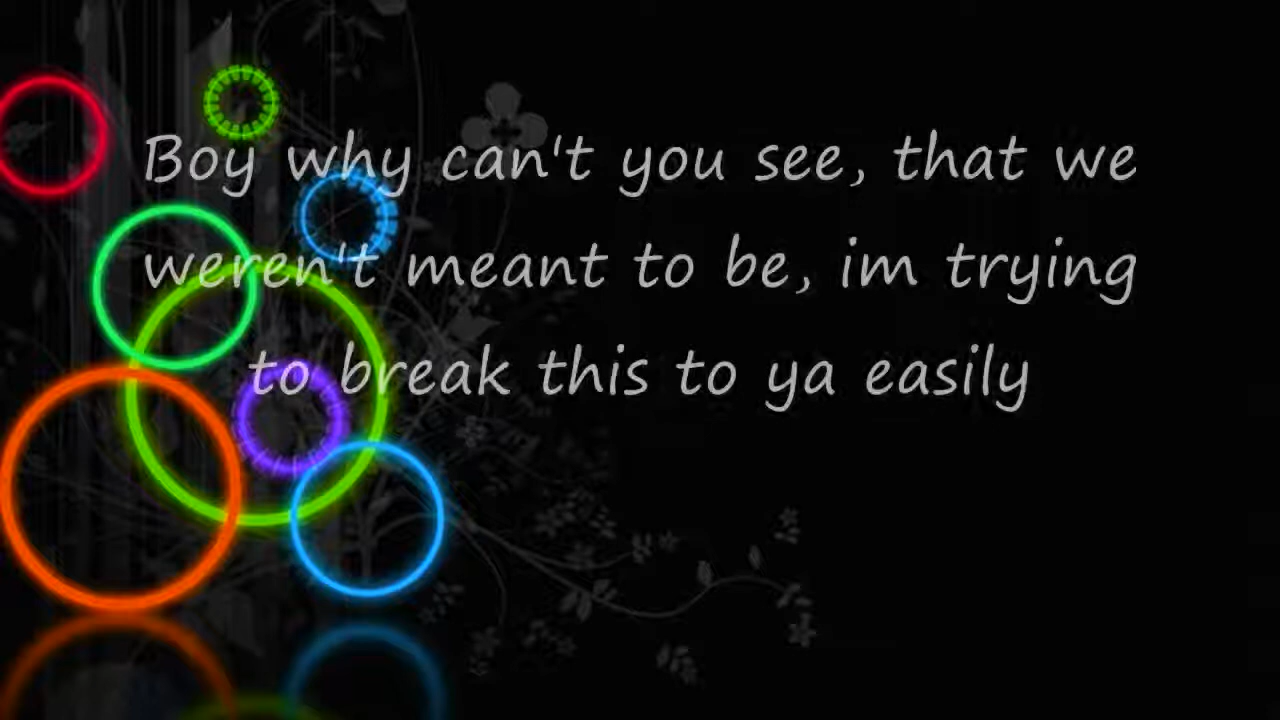 Boy why can't you see, that we
weren't meant to be, im trying
to break this to ya easily